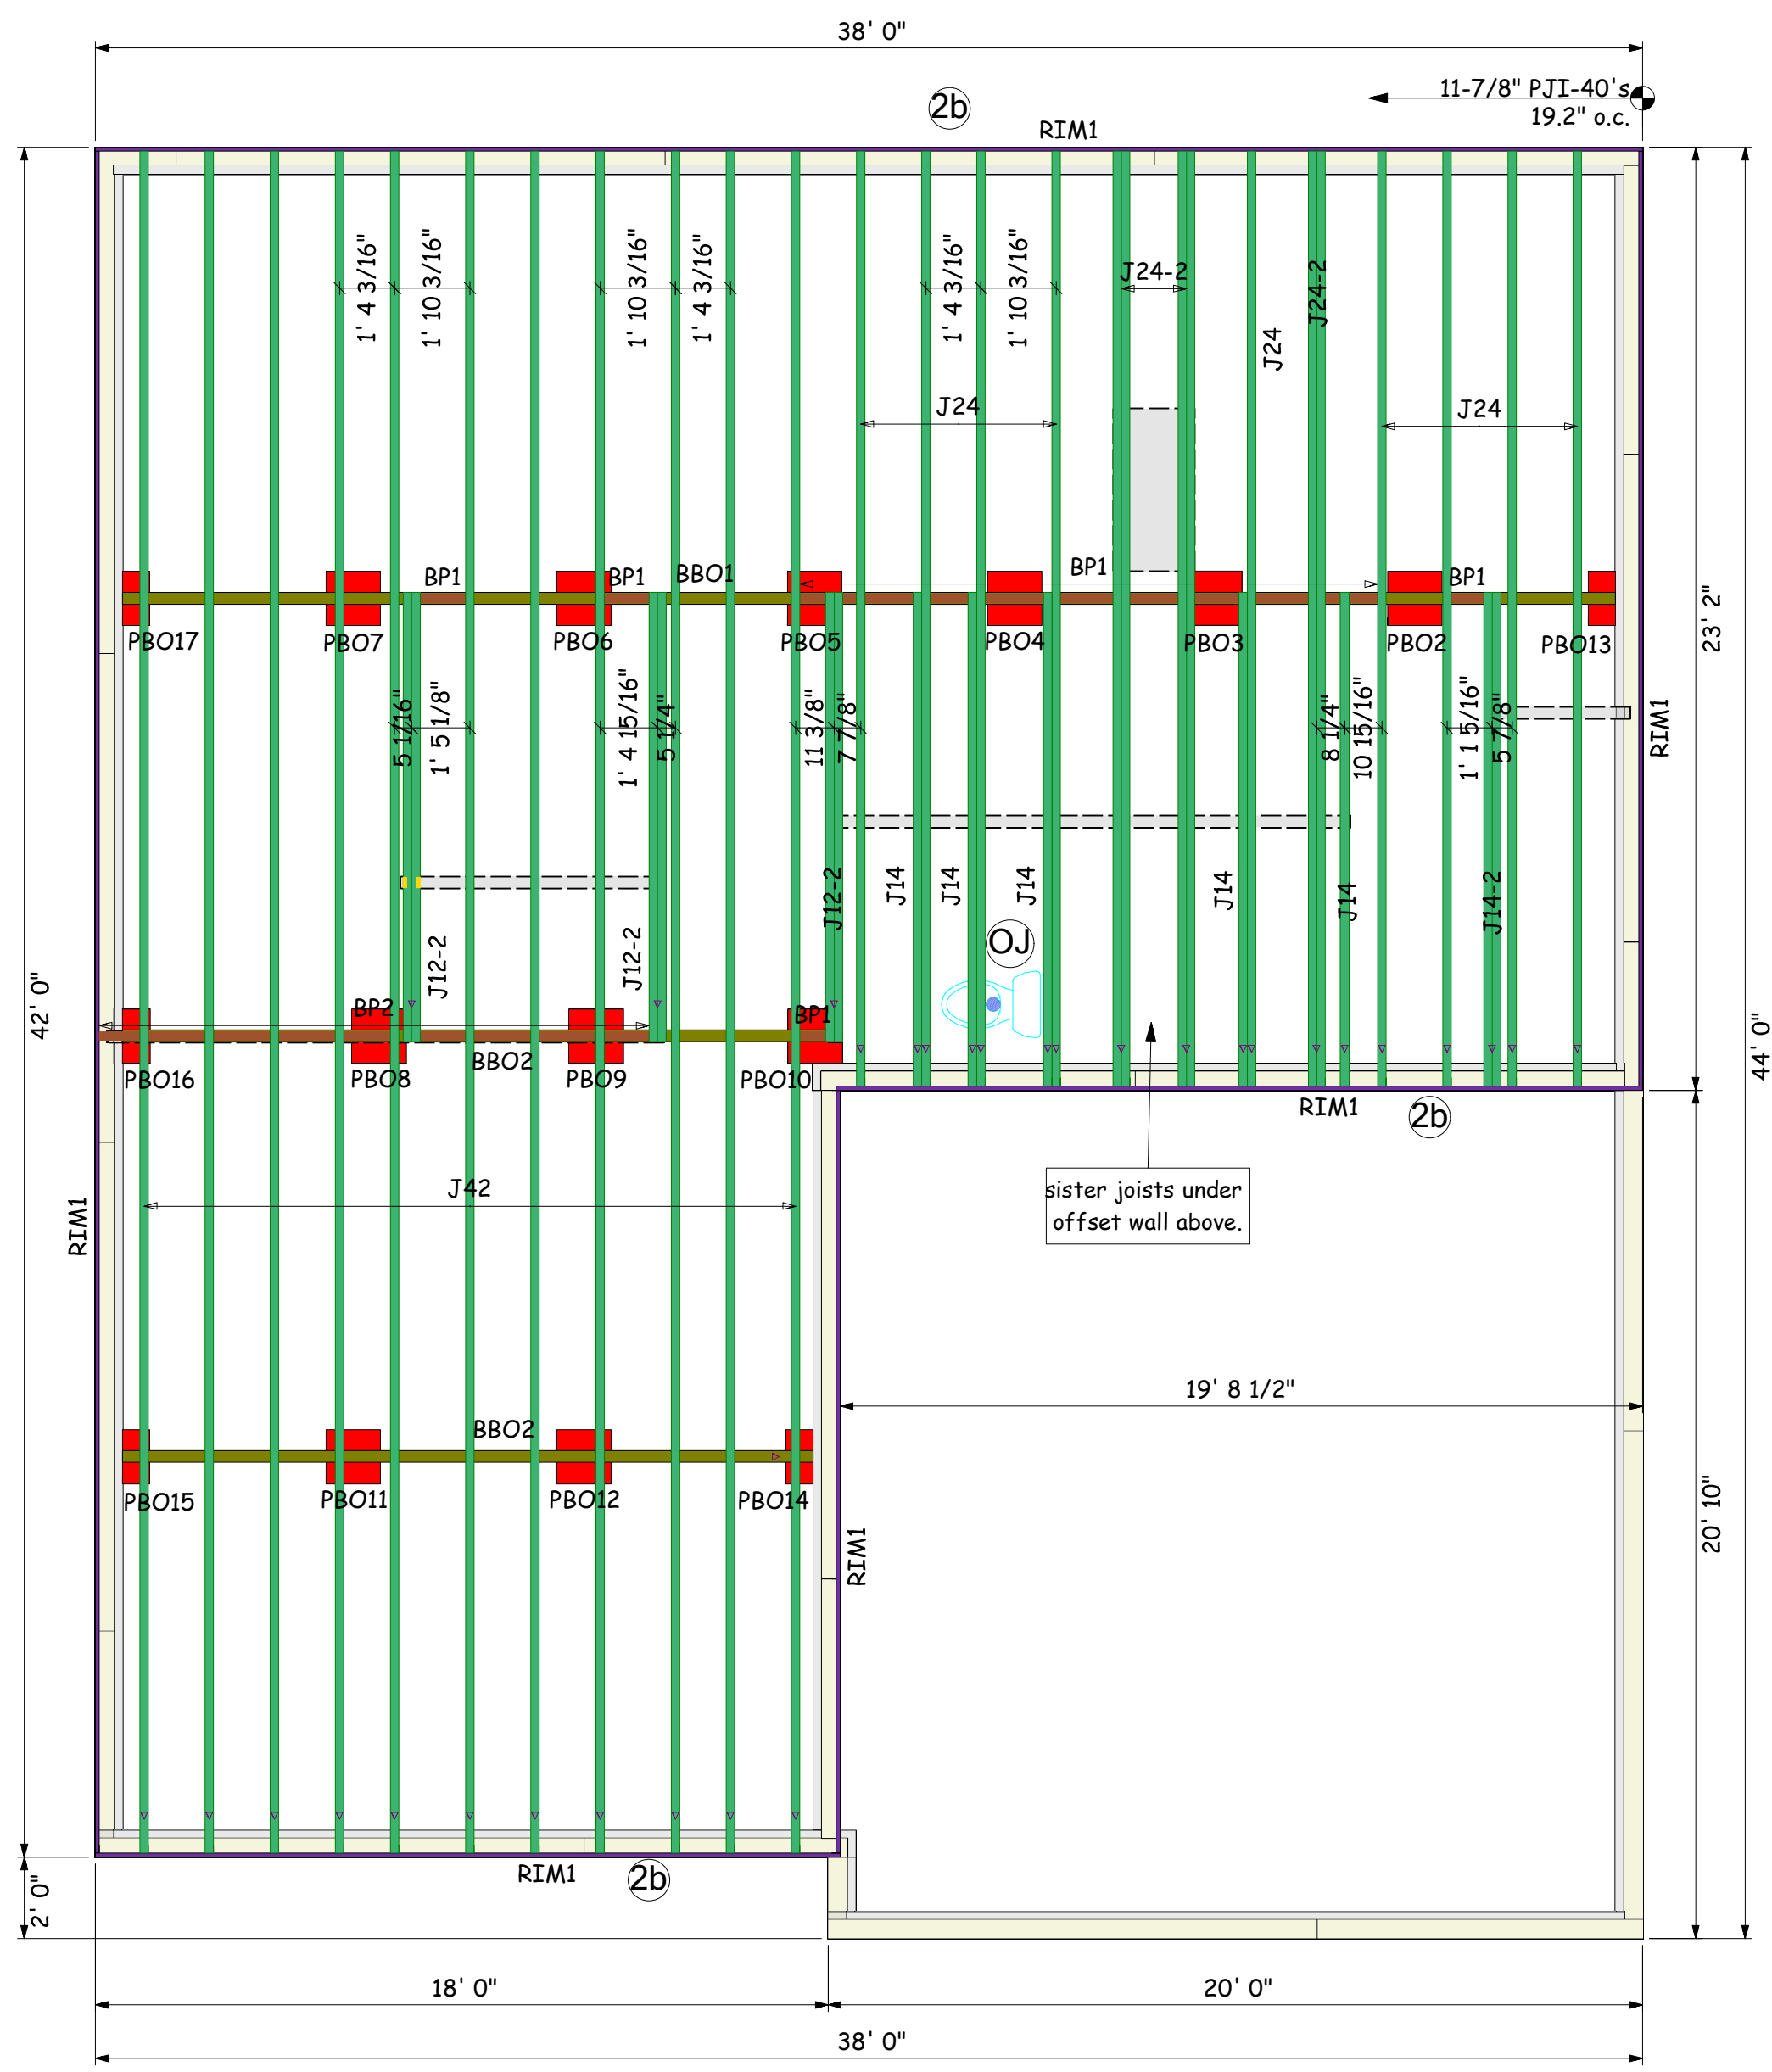 38' 0"
11-7/8" PJI-40's
19.2" o.c.
2b
RIM1
1' 4 3/16"
1' 10 3/16"
1' 10 3/16"
1' 4 3/16"
1' 4 3/16"
1' 10 3/16"
J24-2
J24-2
J24
J24
J24
BP1
BP1
BBO1
BP1
BP1
PBO17
PBO7
PBO6
PBO5
PBO4
PBO3
PBO2
PBO13
23' 2"
5 1/16"
1' 5 1/8"
1' 4 15/16"
5 1/4"
11 3/8"
7 7/8"
8 1/4"
10 15/16"
1' 1 5/16"
5 7/8"
RIM1
J12-2
J14
J14
J14
J14
J14
J14-2
J12-2
J12-2
OJ
42' 0"
44' 0"
BP2
BP1
BBO2
PBO16
PBO8
PBO9
PBO10
RIM1
2b
J42
sister joists under
offset wall above.
RIM1
19' 8 1/2"
BBO2
PBO15
PBO11
PBO12
PBO14
RIM1
20' 10"
RIM1
2b
2' 0"
18' 0"
20' 0"
38' 0"